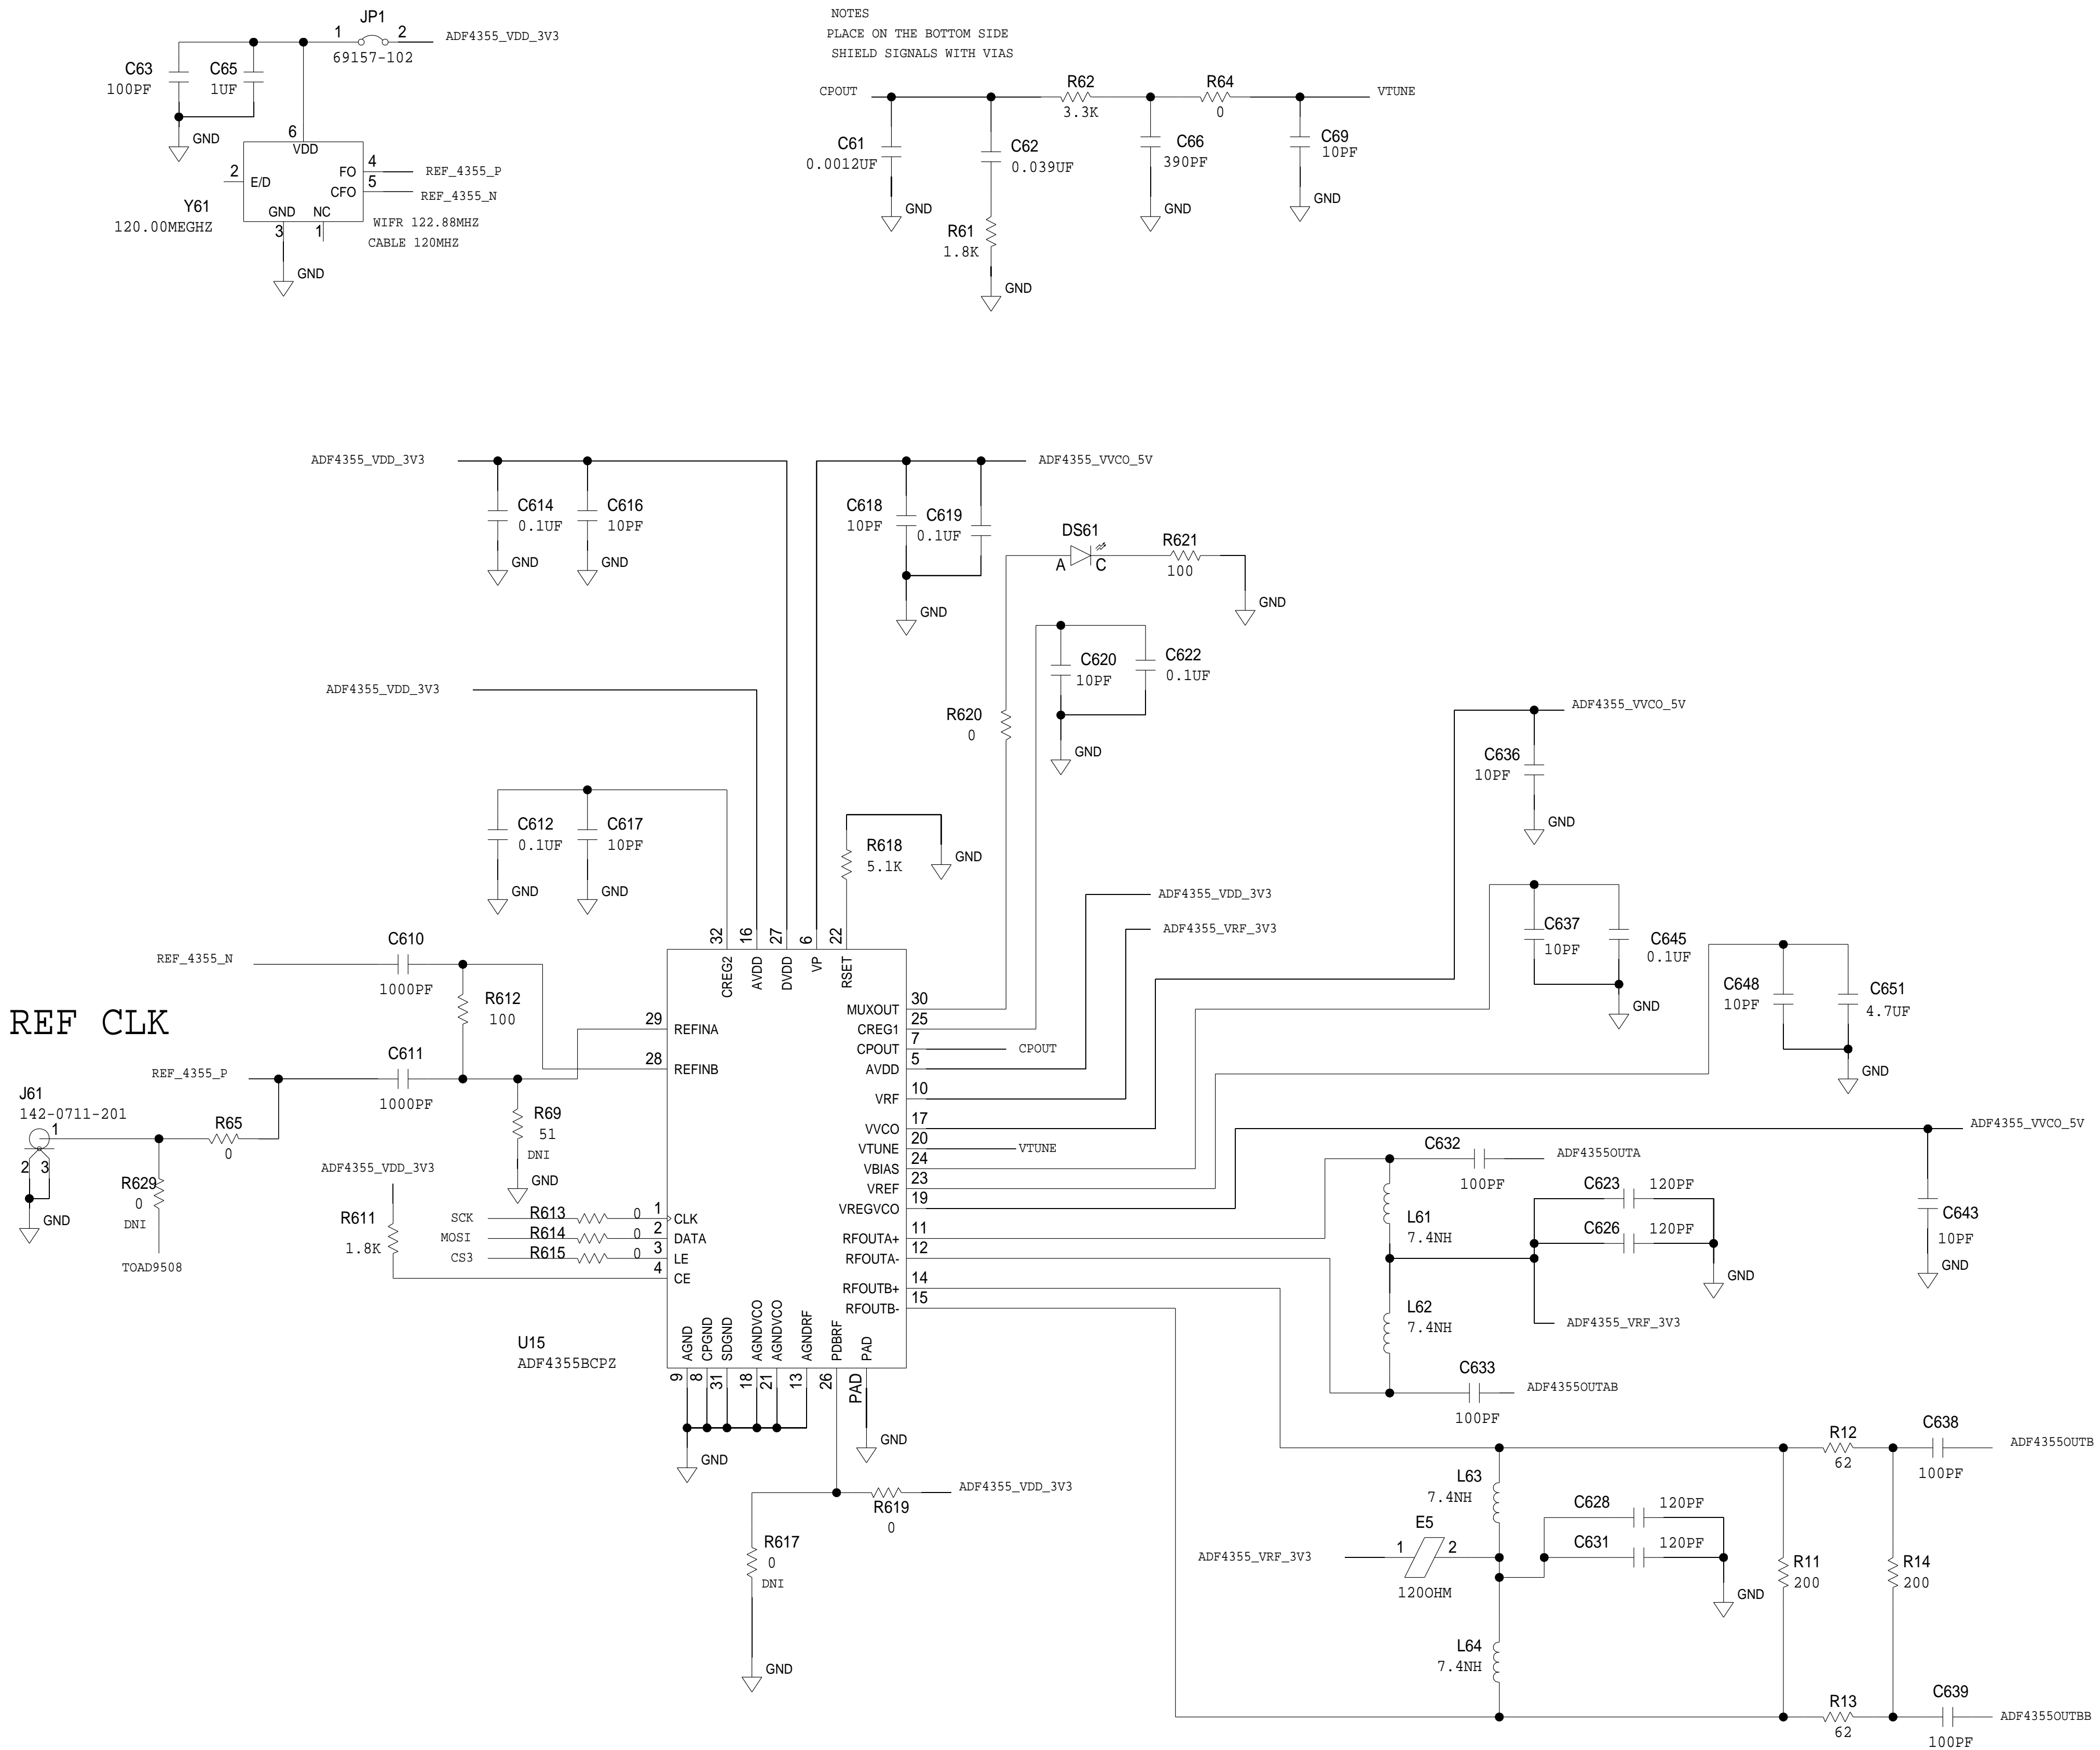 JP1
1
2
ADF4355_VDD_3V3
69157-102
C63
100PF
C65
1UF
GND
6
VDD
2
E/D
FO
4
REF_4355_P
CFO
5
REF_4355_N
Y61
120.00MEGHZ
GND
NC
3
1
WIFR 122.88MHZ
CABLE 120MHZ
GND
NOTES
PLACE ON THE BOTTOM SIDE
SHIELD SIGNALS WITH VIAS
CPOUT
R62
3.3K
R64
0
VTUNE
C61
0.0012UF
C62
0.039UF
C66
390PF
C69
10PF
GND
GND
GND
R61
1.8K
GND
ADF4355_VDD_3V3
C614
0.1UF
C616
10PF
GND
GND
ADF4355_VVCO_5V
C618
10PF
C619
0.1UF
GND
DS61
A
C
R621
100
GND
C620
10PF
C622
0.1UF
GND
R620
0
ADF4355_VDD_3V3
C612
0.1UF
C617
10PF
GND
GND
R618
5.1K
GND
ADF4355_VVCO_5V
C636
10PF
GND
ADF4355_VDD_3V3
ADF4355_VRF_3V3
C637
10PF
C645
0.1UF
GND
C648
10PF
C651
4.7UF
GND
REF_4355_N
C610
1000PF
R612
100
REF CLK
C611
1000PF
REF_4355_P
J61
142-0711-201
1
2
3
GND
R65
0
R629
0
DNI
TOAD9508
R69
51
DNI
GND
ADF4355_VDD_3V3
R611
1.8K
SCK
R613
0
MOSI
R614
0
CS3
R615
0
32
16
27
6
22
CREG2
AVDD
DVDD
VP
RSET
29
REFINA
28
REFINB
1
CLK
2
DATA
3
LE
4
CE
MUXOUT
30
CREG1
25
CPOUT
7
CPOUT
AVDD
5
VRF
10
VVCO
17
VTUNE
20
VTUNE
VBIAS
24
VREF
23
VREGVCO
19
RFOUTA+
11
RFOUTA-
12
RFOUTB+
14
RFOUTB-
15
AGND
CPGND
SDGND
AGNDVCO
AGNDVCO
AGNDRF
PDBRF
PAD
9
8
31
18
21
13
26
PAD
U15
ADF4355BCPZ
GND
GND
R619
0
ADF4355_VDD_3V3
R617
0
DNI
GND
ADF4355_VVCO_5V
C643
10PF
GND
C632
100PF
ADF4355OUTA
L61
7.4NH
C623
120PF
C626
120PF
GND
ADF4355_VRF_3V3
L62
7.4NH
C633
100PF
ADF4355OUTAB
L63
7.4NH
E5
1
2
120OHM
ADF4355_VRF_3V3
C628
120PF
C631
120PF
GND
L64
7.4NH
R11
200
R12
62
R14
200
C638
100PF
ADF4355OUTB
R13
62
C639
100PF
ADF4355OUTBB